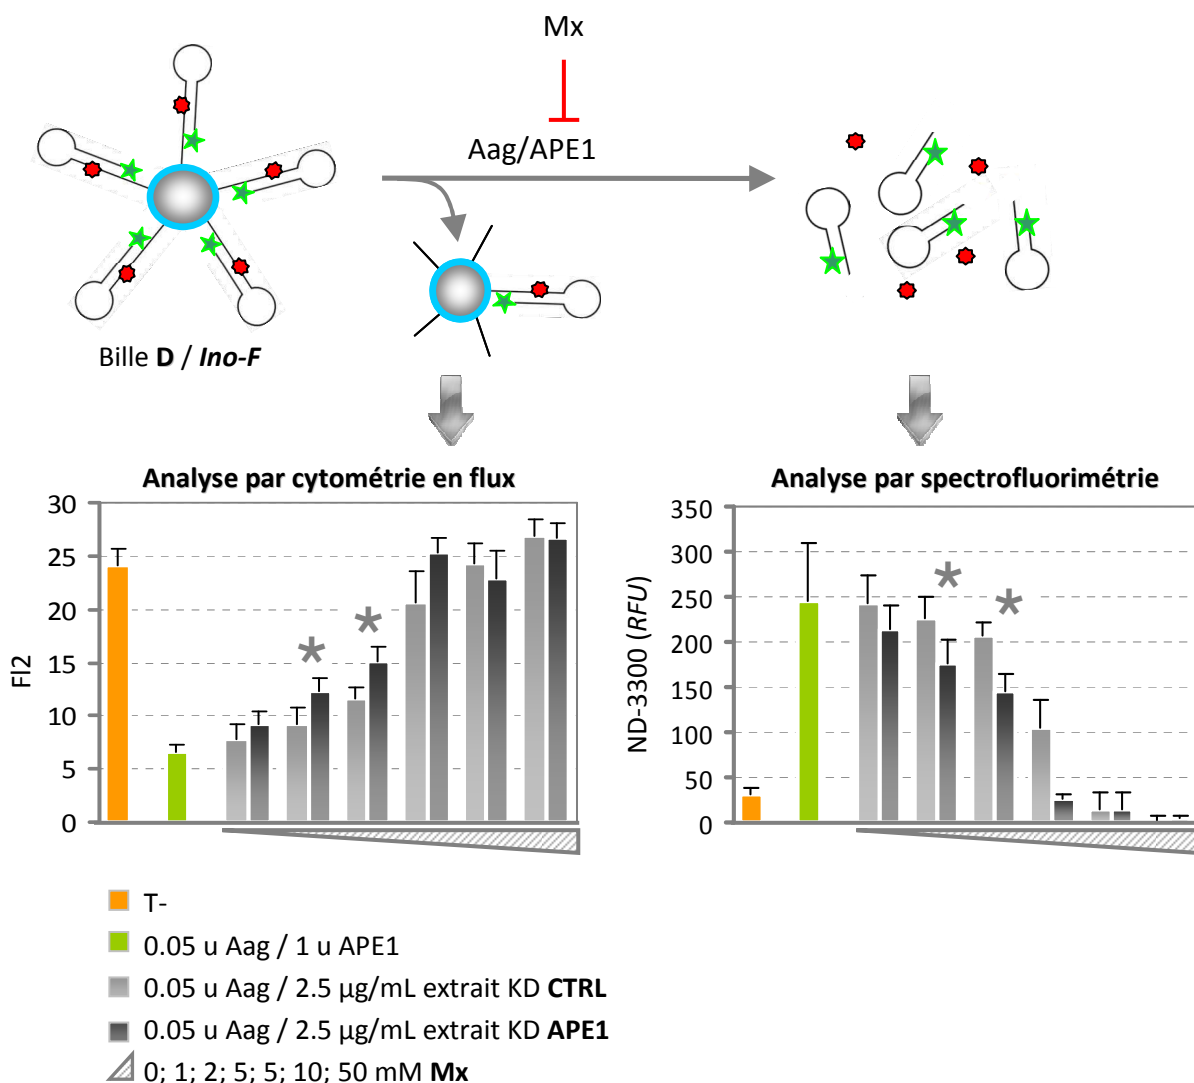 Mx
Aag/APE1
Bille D / Ino-F
Analyse par cytométrie en flux
Fl2
30
25
20
15
10
5
0
* *
Analyse par spectrofluorimétrie
ND-3300 (RFU)
350
300
250
200
150
100
50
0
* *
T-
0.05 u Aag / 1 u APE1
0.05 u Aag / 2.5 µg/mL extrait KD CTRL
0.05 u Aag / 2.5 µg/mL extrait KD APE1
0; 1; 2; 5; 5; 10; 50 mM Mx